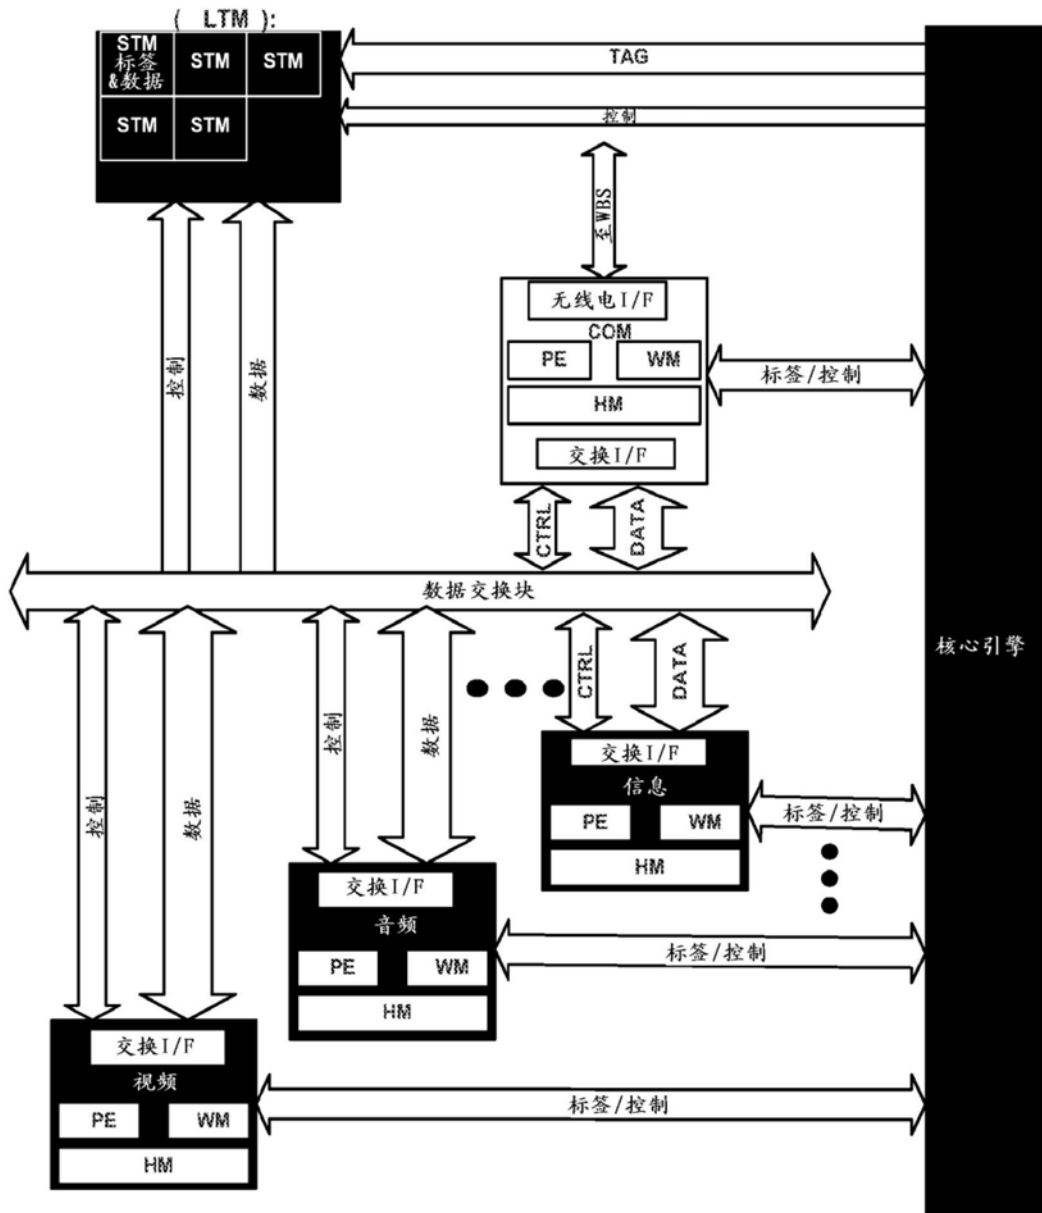 ( LTM ):
STM
标签
&数据
STM
STM
STM
STM
TAG
控制
至WBS
无线电I/F
COM
PE
WM
HM
交换I/F
标签/控制
控制
数据
CTRL
DATA
数据交换块
核心引擎
控制
数据
控制
数据
CTRL
DATA
交换I/F
信息
PE
WM
HM
标签/控制
交换I/F
音频
PE
WM
HM
标签/控制
交换I/F
视频
PE
WM
HM
标签/控制